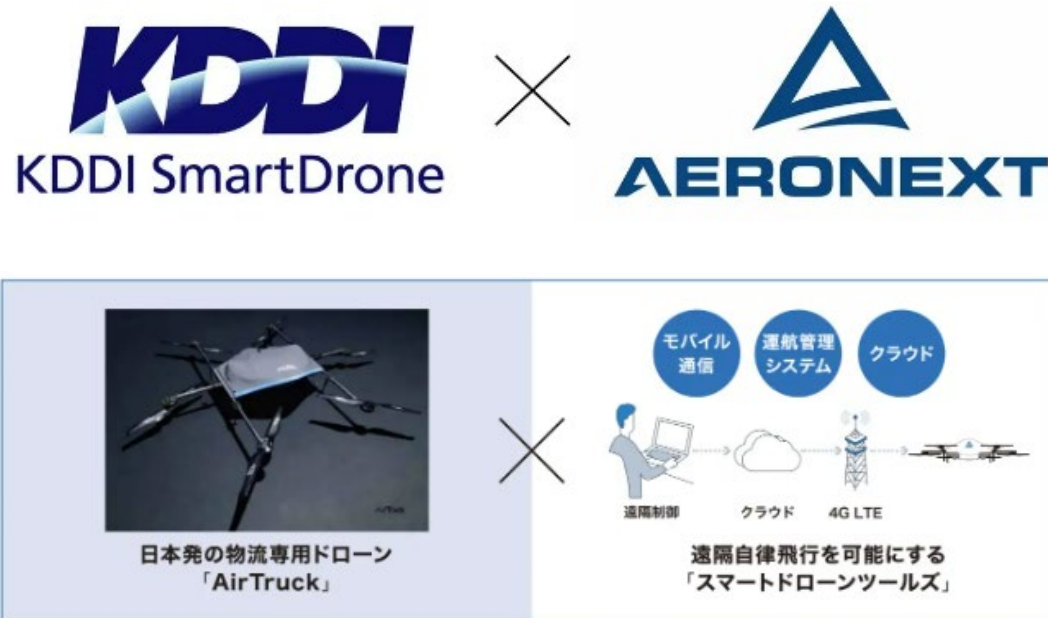 KDDI
KDDI SmartDrone
×
AERONEXT
モバイル
通信
運航管理
システム
クラウド
遠隔制御
クラウド
4G LTE
AirTruck
×
日本発の物流専用ドローン
「AirTruck」
遠隔自律飛行を可能にする
「スマートドローンツールズ」